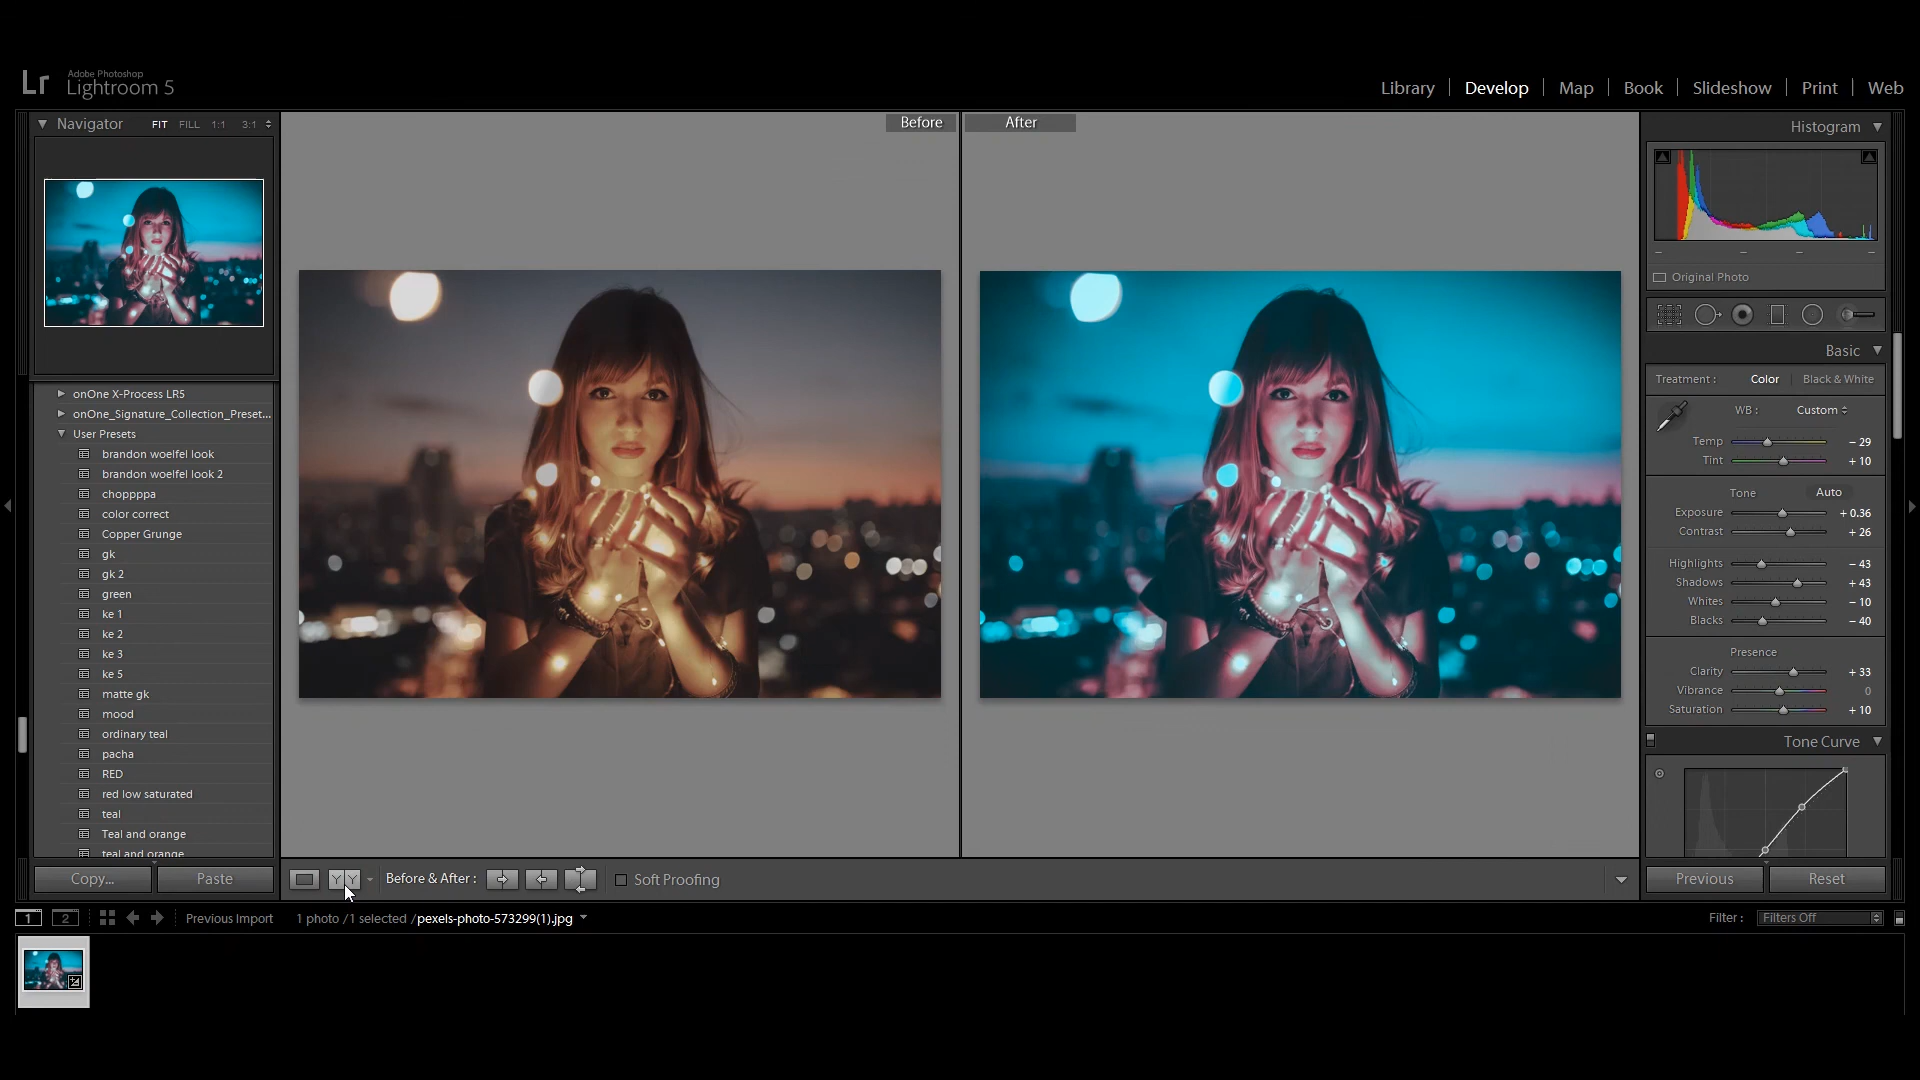 Lr Adobe Photoshop
Lightroom 5
Library | Develop | Map | Book | Slideshow | Print | Web
Navigator FIT FILL 1:1 3:1
Before
After
Histogram
Original Photo
Basic
Treatment : Color Black & White
WB : Custom
Temp – 29
Tint + 10
Tone Auto
Exposure + 0.36
Contrast + 26
Highlights – 43
Shadows + 43
Whites – 10
Blacks – 40
Presence
Clarity + 33
Vibrance 0
Saturation + 10
Tone Curve
onOne X-Process LR5
onOne_Signature_Collection_Preset...
User Presets
brandon woelfel look
brandon woelfel look 2
choppppa
color correct
Copper Grunge
gk
gk 2
green
ke 1
ke 2
ke 3
ke 5
matte gk
mood
ordinary teal
pacha
RED
red low saturated
teal
Teal and orange
teal and orange
Copy... Paste
Y Y Before & After : Soft Proofing
Previous Reset
1 2 Previous Import 1 photo /1 selected /pexels-photo-573299(1).jpg
Filter : Filters Off